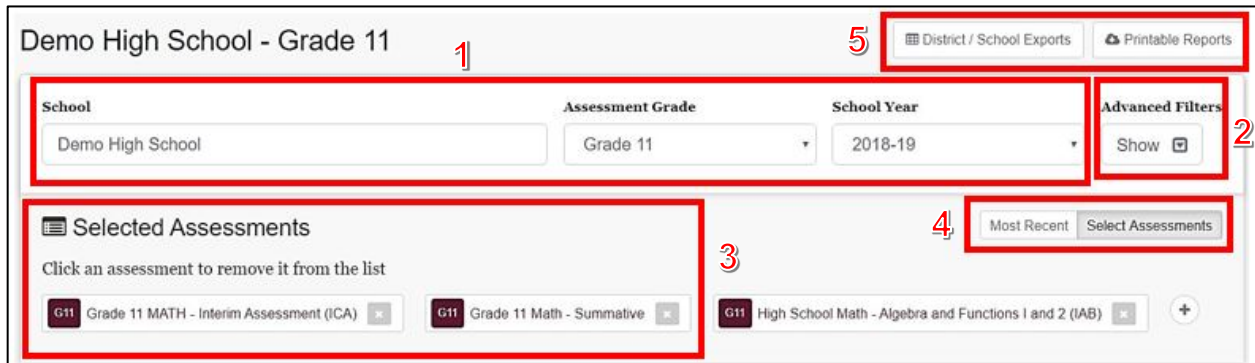 Demo High School - Grade 11
1
5
District / School Exports
Printable Reports
School
Assessment Grade
School Year
Advanced Filters
Demo High School
Grade 11
2018-19
Show
2
Selected Assessments
4
Most Recent
Select Assessments
Click an assessment to remove it from the list
3
G11 Grade 11 MATH - Interim Assessment (ICA) ×
G11 Grade 11 Math - Summative ×
G11 High School Math - Algebra and Functions I and 2 (IAB) ×
+